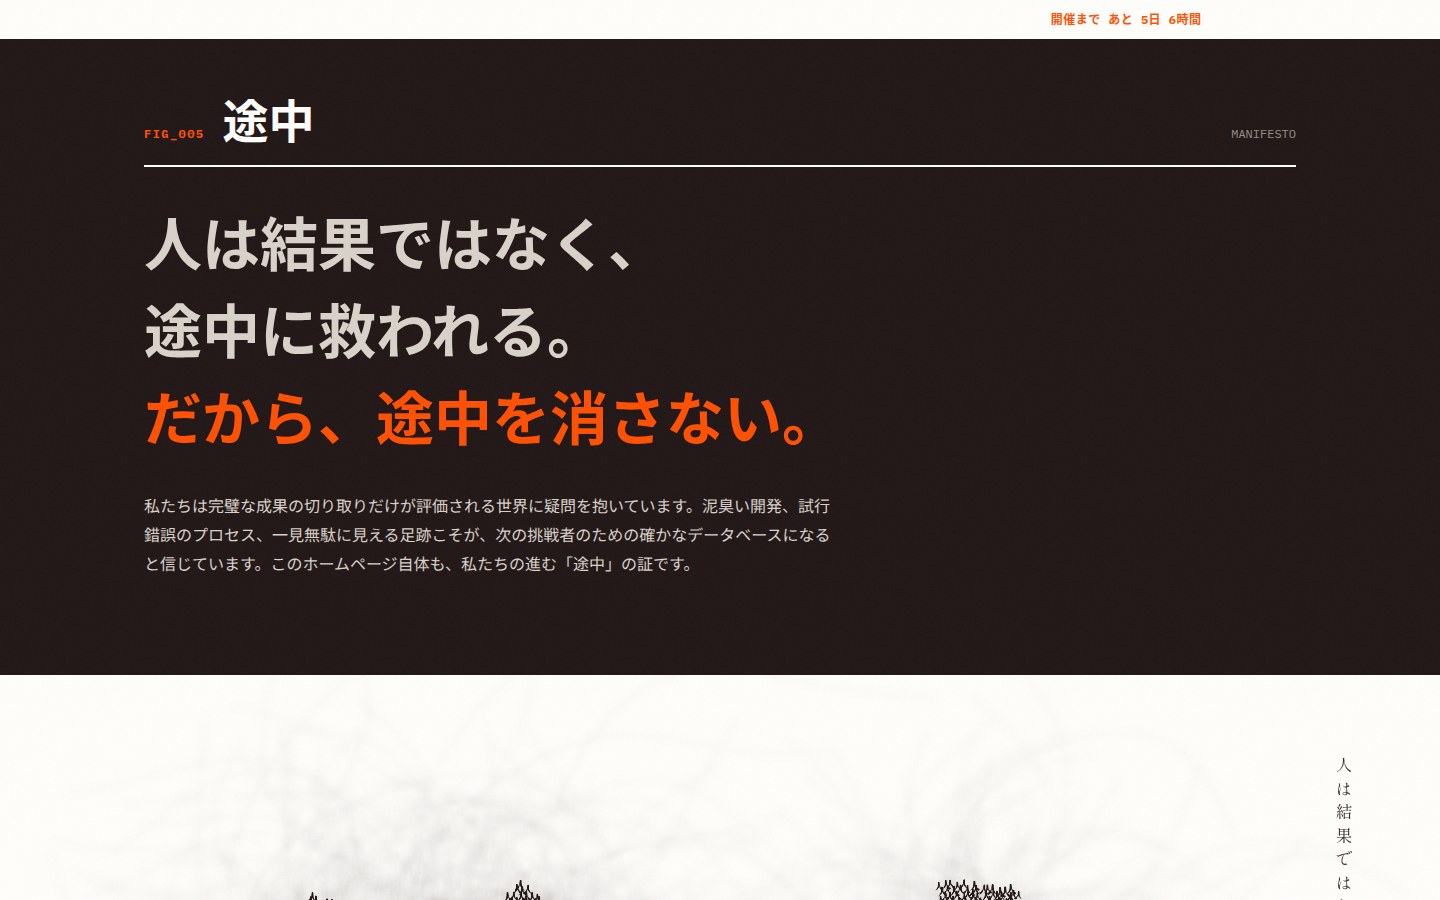 開催まで あと 5日 6時間
FIG_005 途中
MANIFESTO
人は結果ではなく、
途中に救われる。
だから、途中を消さない。
私たちは完璧な成果の切り取りだけが評価される世界に疑問を抱いています。泥臭い開発、試行
錯誤のプロセス、一見無駄に見える足跡こそが、次の挑戦者のための確かなデータベースになる
と信じています。このホームページ自体も、私たちの進む「途中」の証です。
人は結果では